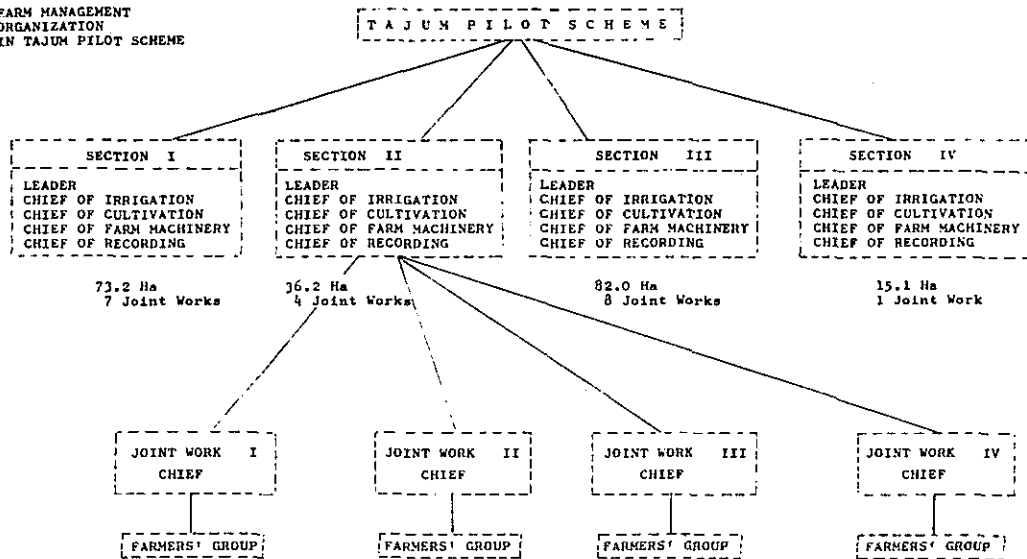 FARM MANAGEMENT
ORGANIZATION
IN TAJUM PILOT SCHEME
TAJUM PILOT SCHEME
SECTION I
LEADER
CHIEF OF IRRIGATION
CHIEF OF CULTIVATION
CHIEF OF FARM MACHINERY
CHIEF OF RECORDING
73.2 Ha
7 Joint Works
SECTION II
LEADER
CHIEF OF IRRIGATION
CHIEF OF CULTIVATION
CHIEF OF FARM MACHINERY
CHIEF OF RECORDING
36.2 Ha
4 Joint Works
SECTION III
LEADER
CHIEF OF IRRIGATION
CHIEF OF CULTIVATION
CHIEF OF FARM MACHINERY
CHIEF OF RECORDING
82.0 Ha
8 Joint Works
SECTION IV
LEADER
CHIEF OF IRRIGATION
CHIEF OF CULTIVATION
CHIEF OF FARM MACHINERY
CHIEF OF RECORDING
15.1 Ha
1 Joint Work
JOINT WORK I
CHIEF
FARMERS' GROUP
JOINT WORK II
CHIEF
FARMERS' GROUP
JOINT WORK III
CHIEF
FARMERS' GROUP
JOINT WORK IV
CHIEF
FARMERS' GROUP